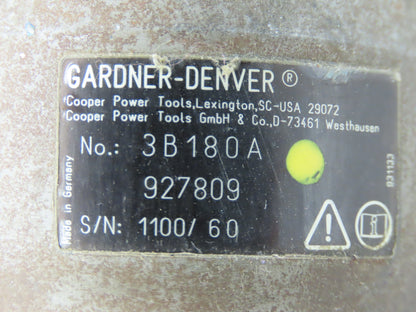 GARDNER-DENVER®
Cooper Power Tools,Lexington,SC-USA 29072
Cooper Power Tools GmbH & Co.,D-73461 Westhausen
No.: 3B180A
927809
S/N: 1100/60
Made in Germany
931133